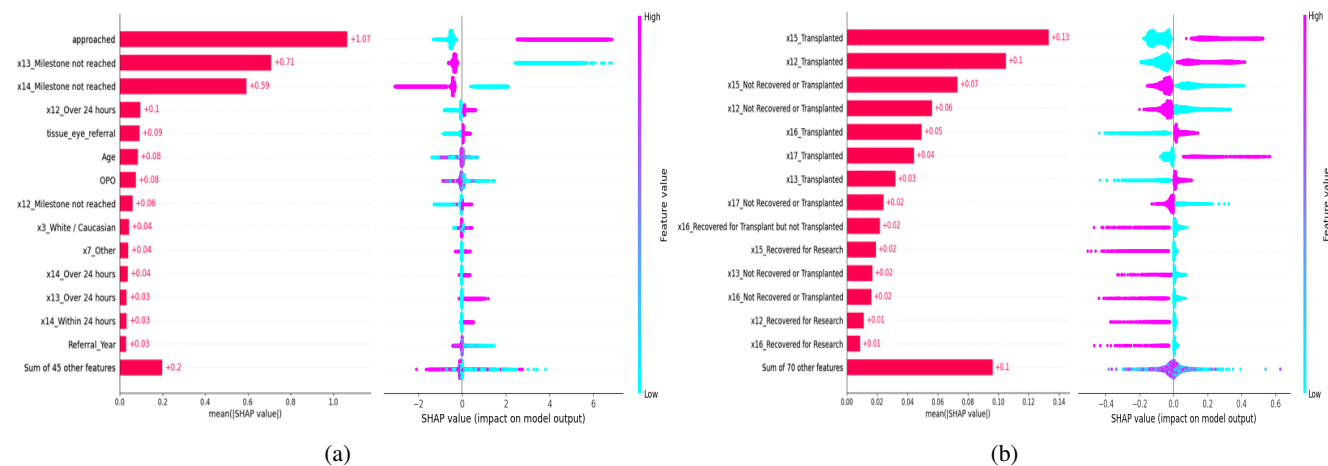 approached
x13_Milestone not reached
x14_Milestone not reached
x12_Over 24 hours
tissue_eye_referral
Age
OPO
x12_Milestone not reached
x3_White / Caucasian
x7_Other
x14_Over 24 hours
x13_Over 24 hours
x14_Within 24 hours
Referral_Year
Sum of 45 other features
+1.07
+0.71
+0.59
+0.1
+0.09
+0.08
+0.08
+0.06
+0.04
+0.04
+0.04
+0.03
+0.03
+0.03
+0.2
0.0 0.2 0.4 0.6 0.8 1.0
mean(|SHAP value|)
−2 0 2 4 6
SHAP value (impact on model output)
High
Feature value
Low
(a)
x15_Transplanted
x12_Transplanted
x15_Not Recovered or Transplanted
x12_Not Recovered or Transplanted
x16_Transplanted
x17_Transplanted
x13_Transplanted
x17_Not Recovered or Transplanted
x16_Recovered for Transplant but not Transplanted
x15_Recovered for Research
x13_Not Recovered or Transplanted
x16_Not Recovered or Transplanted
x12_Recovered for Research
x16_Recovered for Research
Sum of 70 other features
+0.13
+0.1
+0.07
+0.06
+0.05
+0.04
+0.03
+0.02
+0.02
+0.02
+0.02
+0.02
+0.01
+0.01
+0.1
0.00 0.02 0.04 0.06 0.08 0.10 0.12 0.14
mean(|SHAP value|)
−0.4 −0.2 0.0 0.2 0.4 0.6
SHAP value (impact on model output)
High
Feature value
Low
(b)